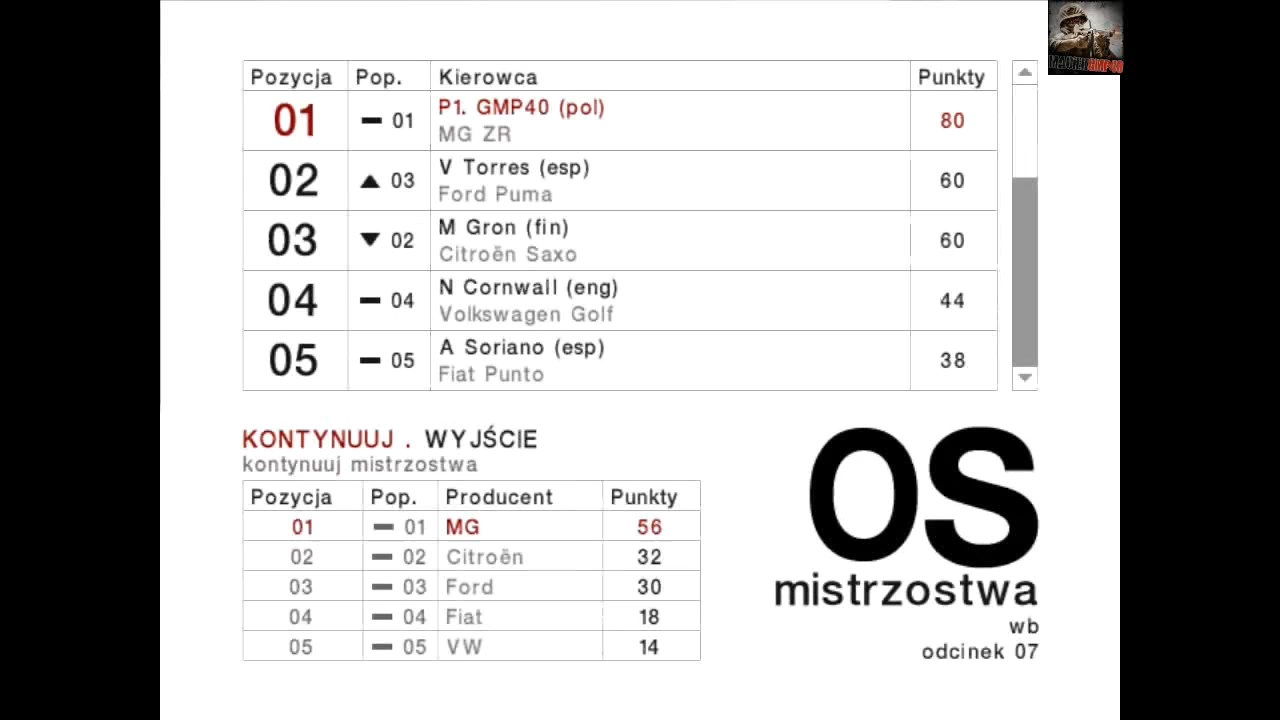 Pozycja Pop. Kierowca Punkty
01 01 P1. GMP40 (pol) 80
MG ZR
02 03 V Torres (esp) 60
Ford Puma
03 02 M Gron (fin) 60
Citroën Saxo
04 04 N Cornwall (eng) 44
Volkswagen Golf
05 05 A Soriano (esp) 38
Fiat Punto
KONTYNUUJ . WYJŚCIE
kontynuuj mistrzostwa
Pozycja Pop. Producent Punkty
01 01 MG 56
02 02 Citroën 32
03 03 Ford 30
04 04 Fiat 18
05 05 VW 14
OS
mistrzostwa
wb
odcinek 07